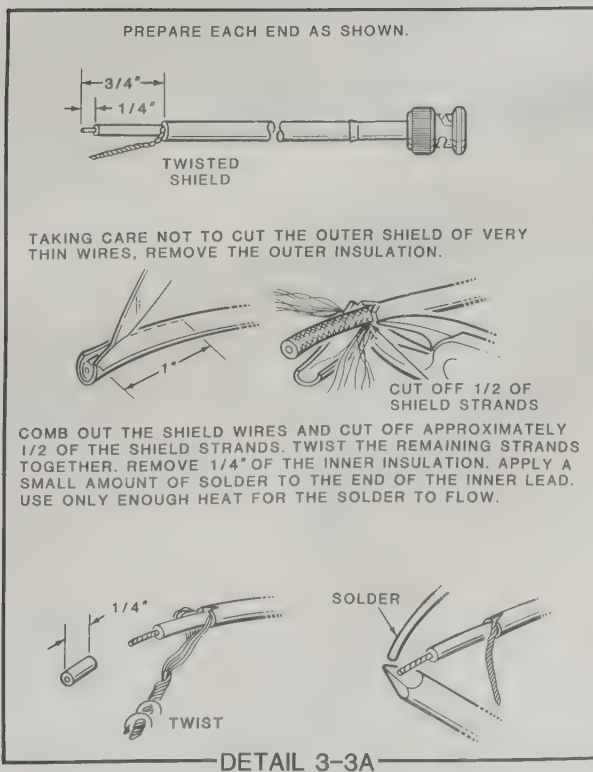 PREPARE EACH END AS SHOWN.
3/4"
1/4"
TWISTED
SHIELD
TAKING CARE NOT TO CUT THE OUTER SHIELD OF VERY
THIN WIRES, REMOVE THE OUTER INSULATION.
1"
CUT OFF 1/2 OF
SHIELD STRANDS
COMB OUT THE SHIELD WIRES AND CUT OFF APPROXIMATELY
1/2 OF THE SHIELD STRANDS. TWIST THE REMAINING STRANDS
TOGETHER. REMOVE 1/4" OF THE INNER INSULATION. APPLY A
SMALL AMOUNT OF SOLDER TO THE END OF THE INNER LEAD.
USE ONLY ENOUGH HEAT FOR THE SOLDER TO FLOW.
1/4"
TWIST
SOLDER
DETAIL 3-3A